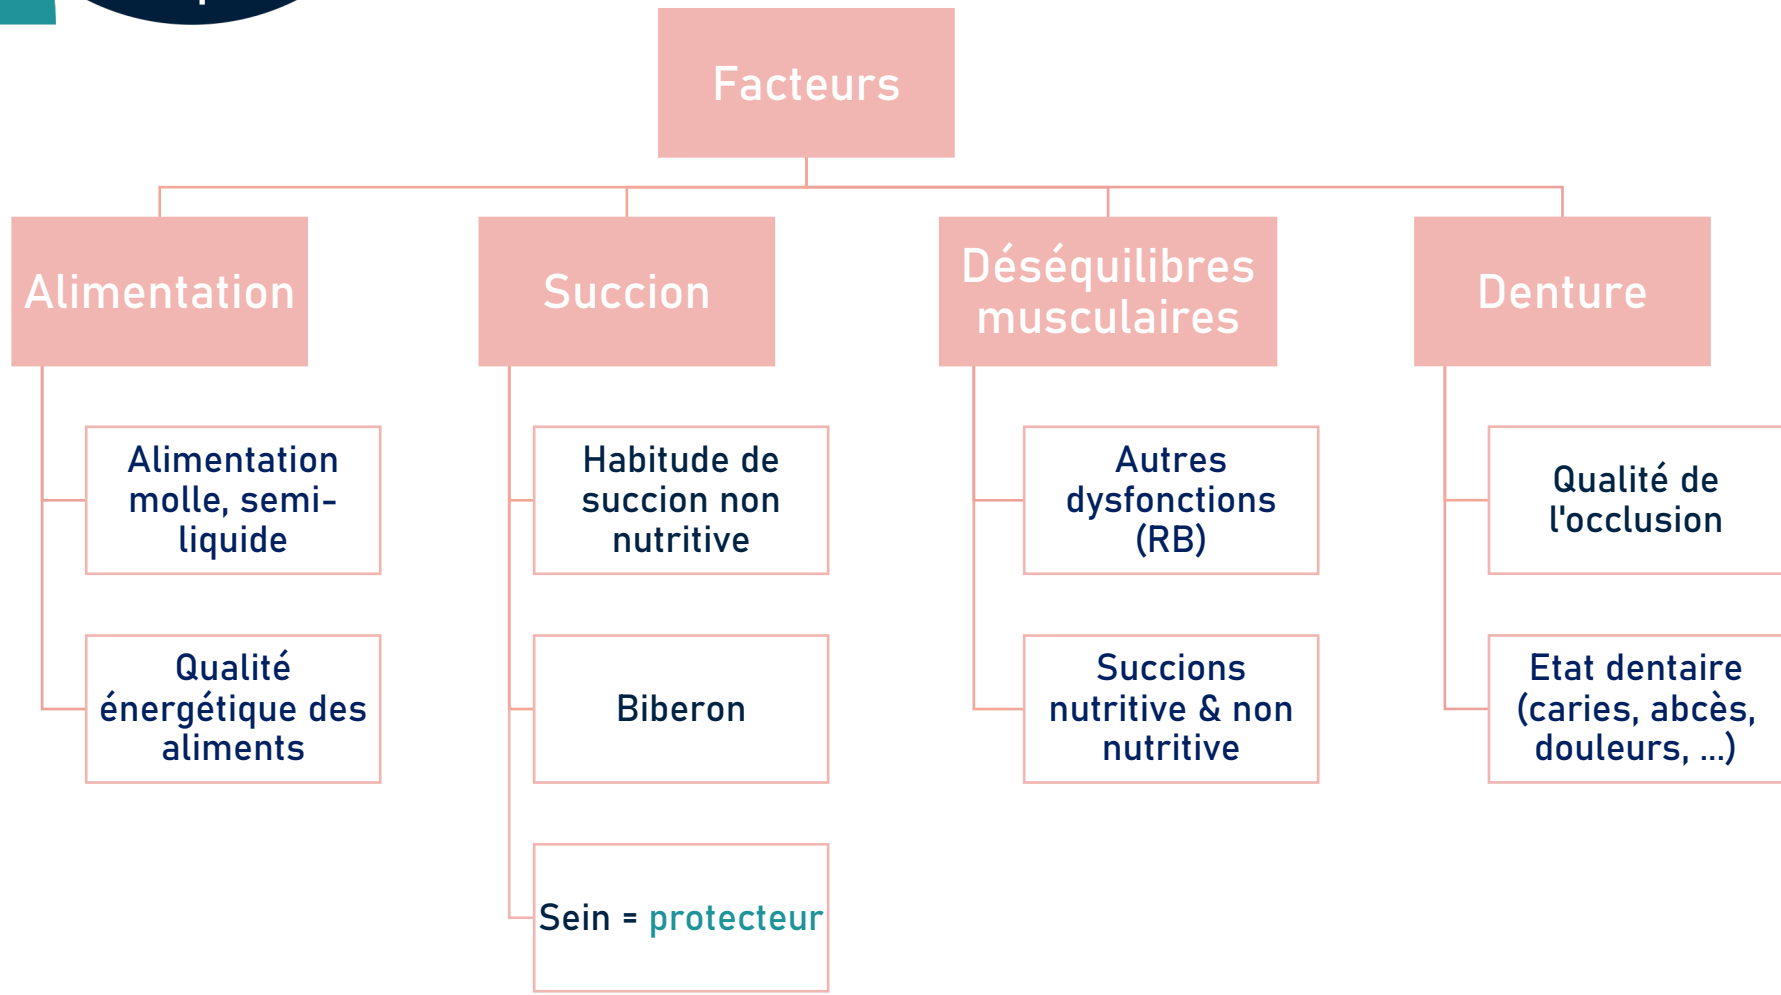 Facteurs
Alimentation
Alimentation
molle, semi-
liquide
Qualité
énergétique des
aliments
Succion
Habitude de
succion non
nutritive
Biberon
Sein = protecteur
Déséquilibres
musculaires
Autres
dysfonctions
(RB)
Succions
nutritive & non
nutritive
Denture
Qualité de
l'occlusion
Etat dentaire
(caries, abcès,
douleurs, ...)